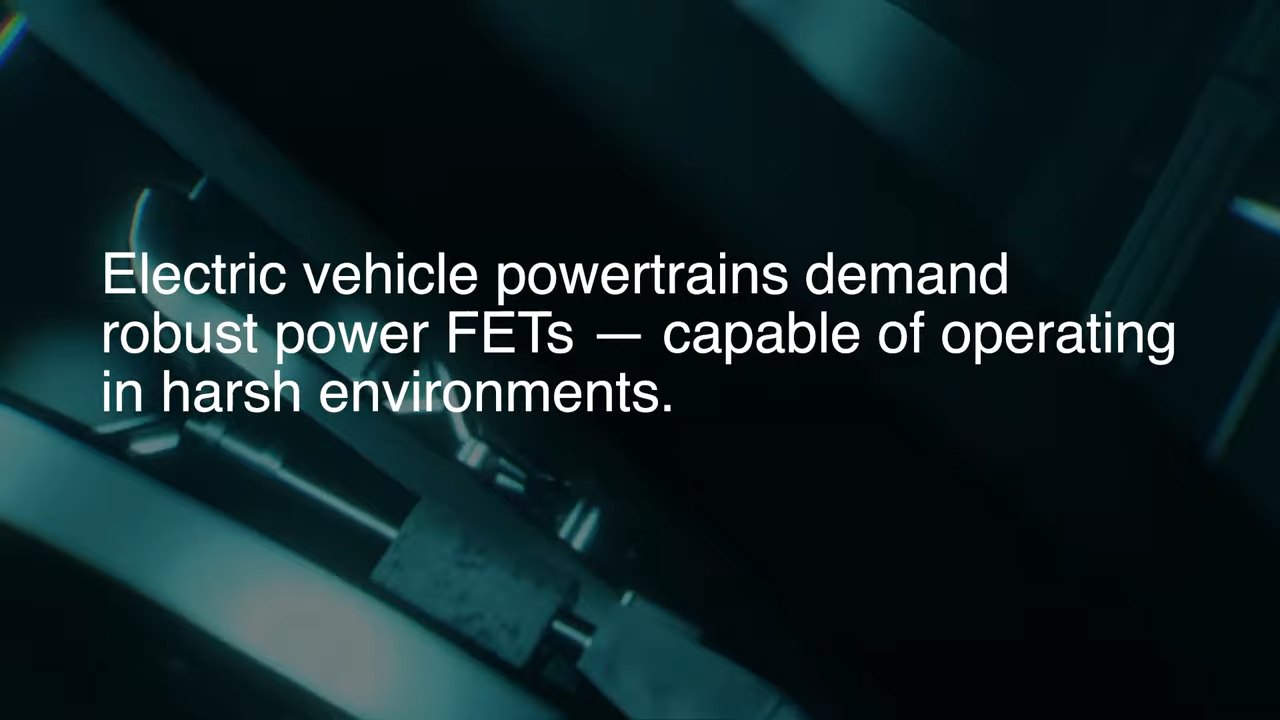 Electric vehicle powertrains demand
robust power FETs — capable of operating
in harsh environments.